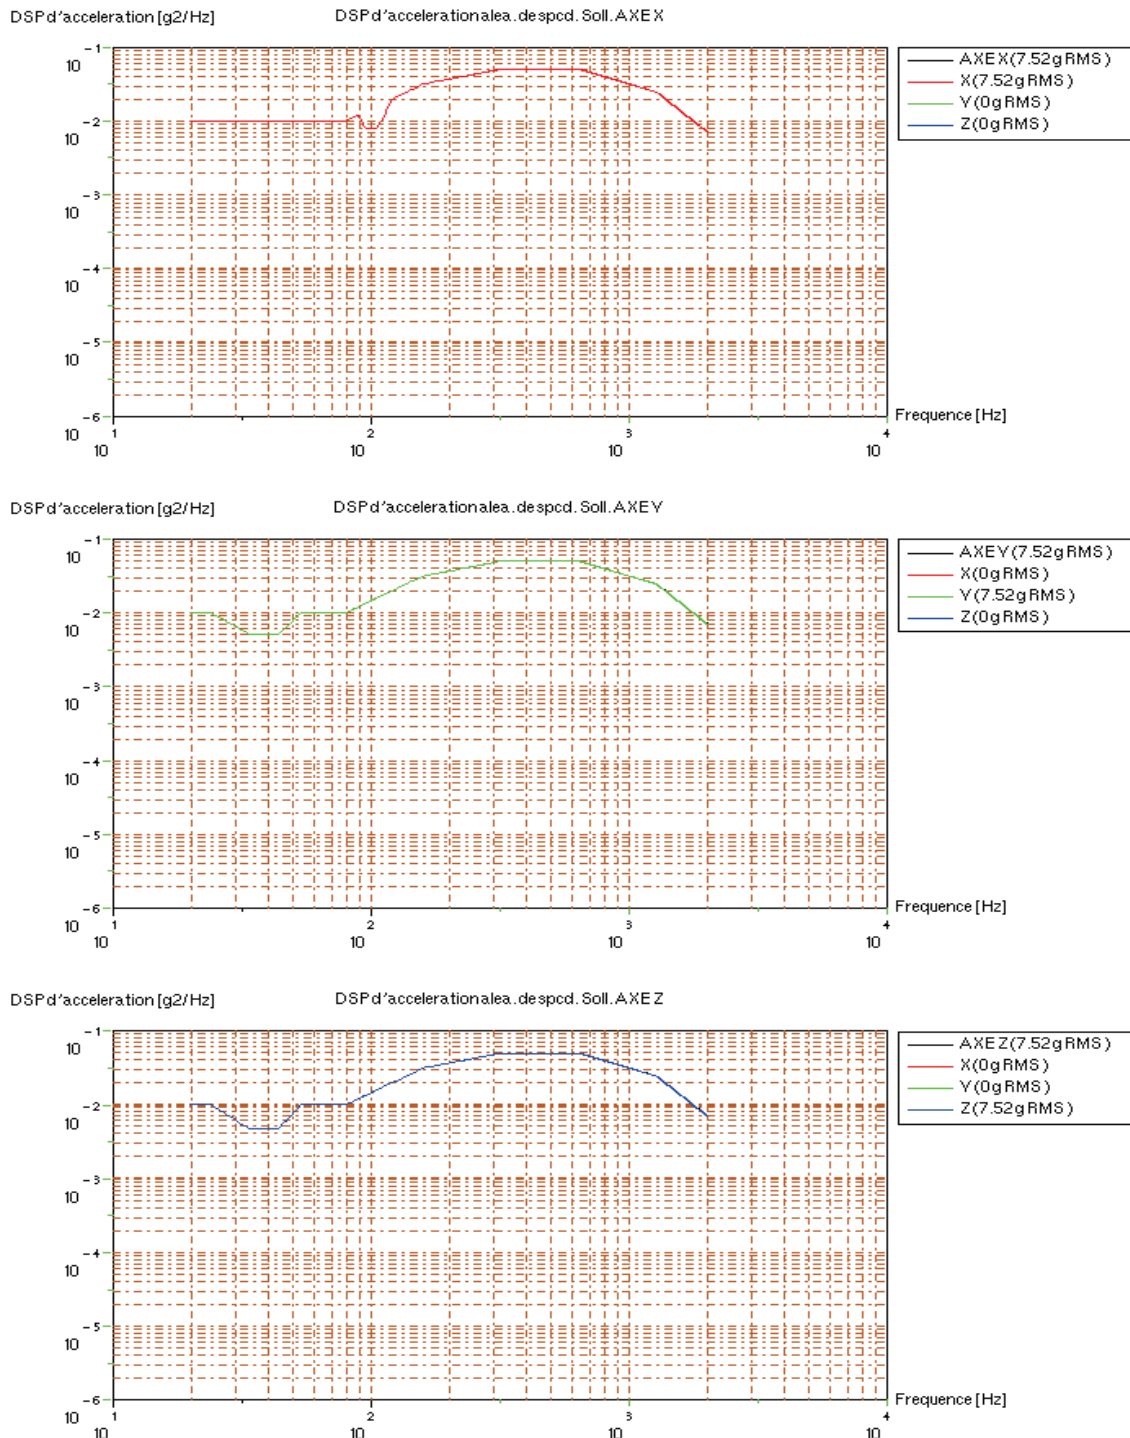 DSPd'acceleration [g2/Hz]
DSPd'accelerationalea.despcd.Soll.AXEX
-1
10
-2
10
-3
10
-4
10
-5
10
-6
10
1
10
2
10
3
10
4
10
Frequence [Hz]
AXEX(7.52gRMS)
X(7.52gRMS)
Y(0gRMS)
Z(0gRMS)
DSPd'acceleration [g2/Hz]
DSPd'accelerationalea.despcd.Soll.AXEY
-1
10
-2
10
-3
10
-4
10
-5
10
-6
10
1
10
2
10
3
10
4
10
Frequence [Hz]
AXEY(7.52gRMS)
X(0gRMS)
Y(7.52gRMS)
Z(0gRMS)
DSPd'acceleration [g2/Hz]
DSPd'accelerationalea.despcd.Soll.AXEZ
-1
10
-2
10
-3
10
-4
10
-5
10
-6
10
1
10
2
10
3
10
4
10
Frequence [Hz]
AXEZ(7.52gRMS)
X(0gRMS)
Y(0gRMS)
Z(7.52gRMS)